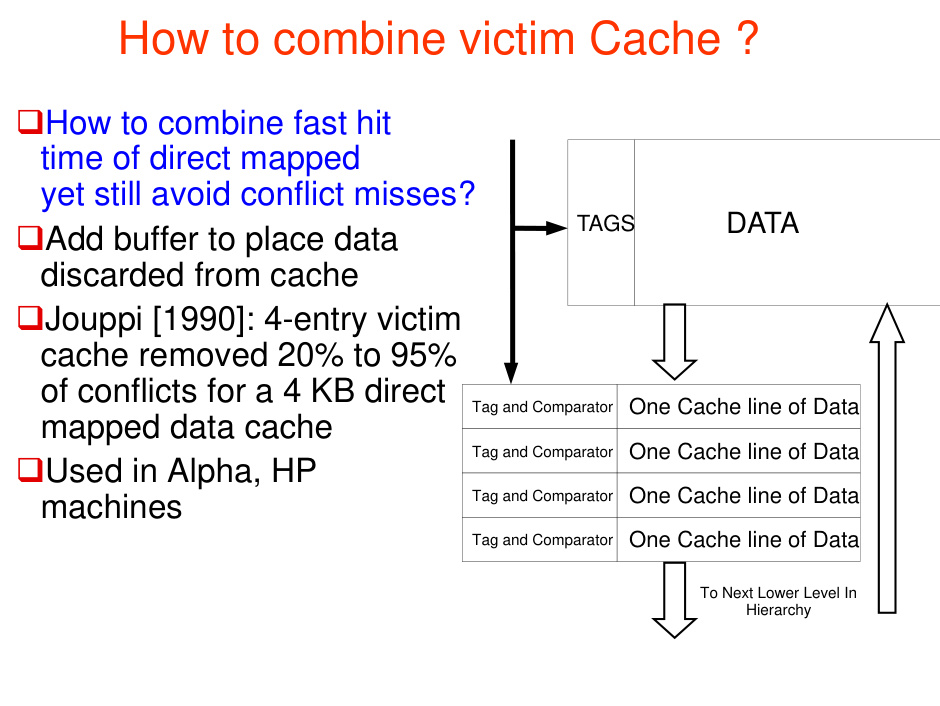 How to combine victim Cache ?
How to combine fast hit
time of direct mapped
yet still avoid conflict misses?
Add buffer to place data
discarded from cache
Jouppi [1990]: 4-entry victim
cache removed 20% to 95%
of conflicts for a 4 KB direct
mapped data cache
Used in Alpha, HP
machines
TAGS
DATA
Tag and Comparator
One Cache line of Data
Tag and Comparator
One Cache line of Data
Tag and Comparator
One Cache line of Data
Tag and Comparator
One Cache line of Data
To Next Lower Level In
Hierarchy